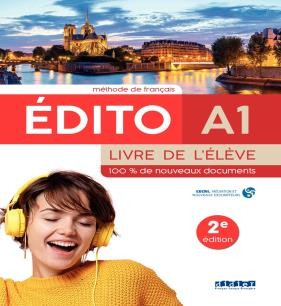 méthode de français
ÉDITO A1
LIVRE DE L'ÉLÈVE
100 % de nouveaux documents
2e
édition
didier